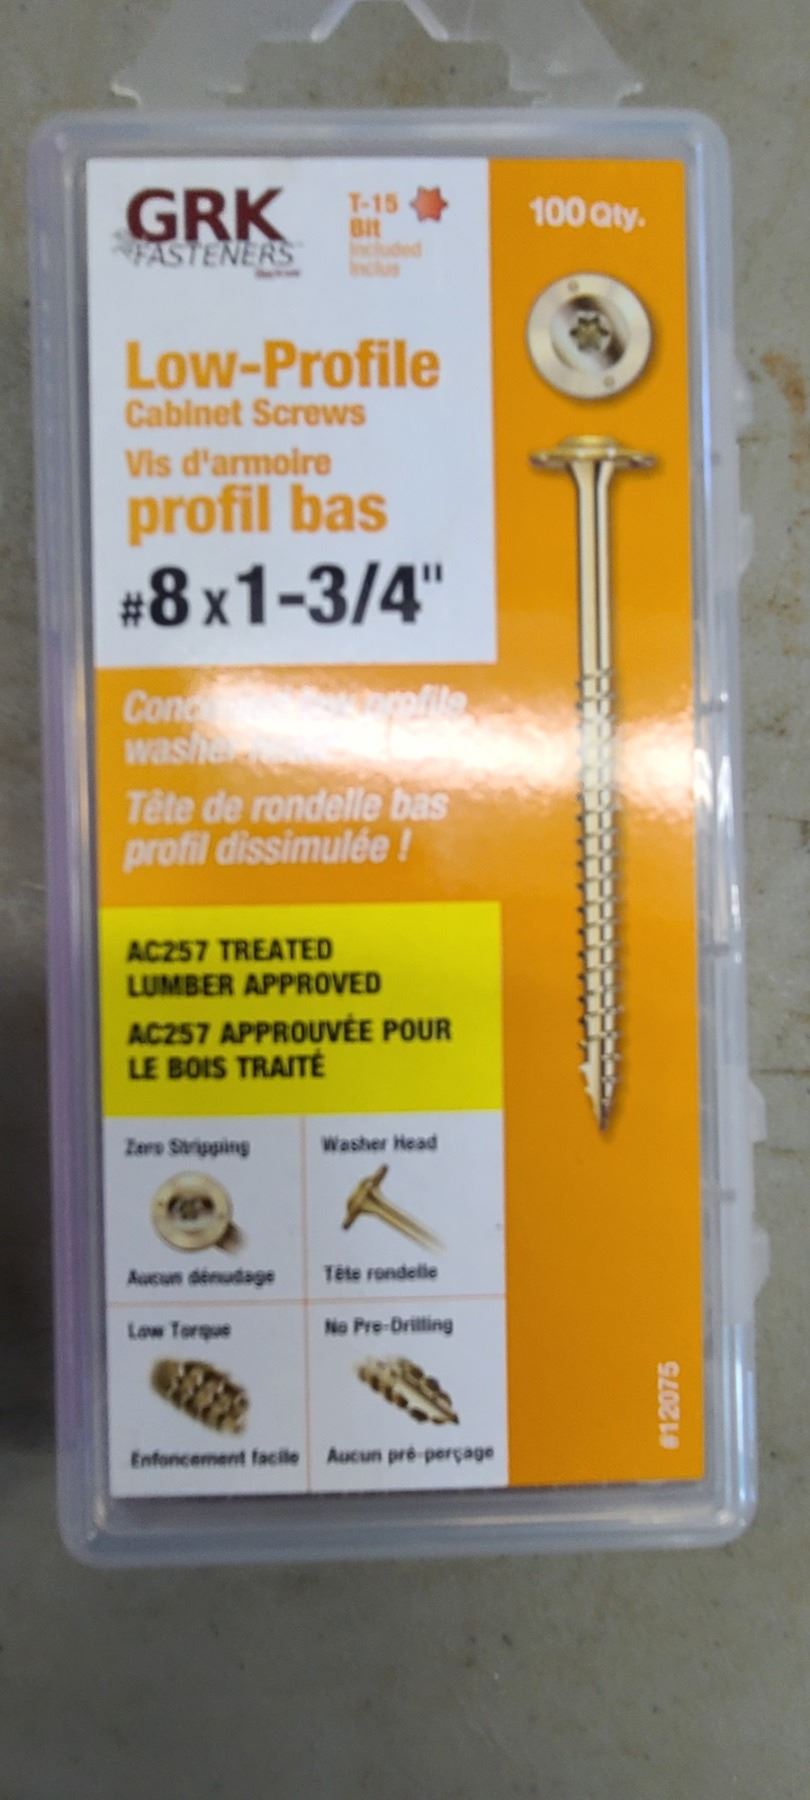 GRK
FASTENERS
T-15
Bit
Included
Inclus
100 Qty.
Low-Profile
Cabinet Screws
Vis d'armoire
profil bas
#8 x 1-3/4"
profile
washer
Tête de rondelle bas
profil dissimulée !
AC257 TREATED
LUMBER APPROVED
AC257 APPROUVÉE POUR
LE BOIS TRAITÉ
Zero Stripping
Washer Head
Aucun dénudage
Tête rondelle
Low Torque
No Pre-Drilling
Enfoncement facile
Aucun pré-perçage
#12075